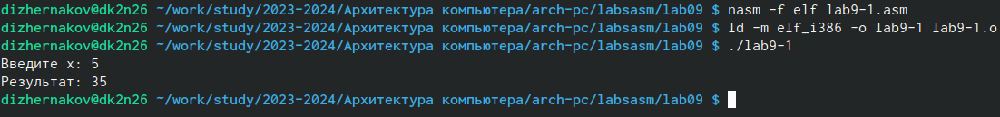 dizhernakov@dk2n26 ~/work/study/2023-2024/Архитектура компьютера/arch-pc/labsasm/lab09 $ nasm -f elf lab9-1.asm
dizhernakov@dk2n26 ~/work/study/2023-2024/Архитектура компьютера/arch-pc/labsasm/lab09 $ ld -m elf_i386 -o lab9-1 lab9-1.o
dizhernakov@dk2n26 ~/work/study/2023-2024/Архитектура компьютера/arch-pc/labsasm/lab09 $ ./lab9-1
Введите x: 5
Результат: 35
dizhernakov@dk2n26 ~/work/study/2023-2024/Архитектура компьютера/arch-pc/labsasm/lab09 $